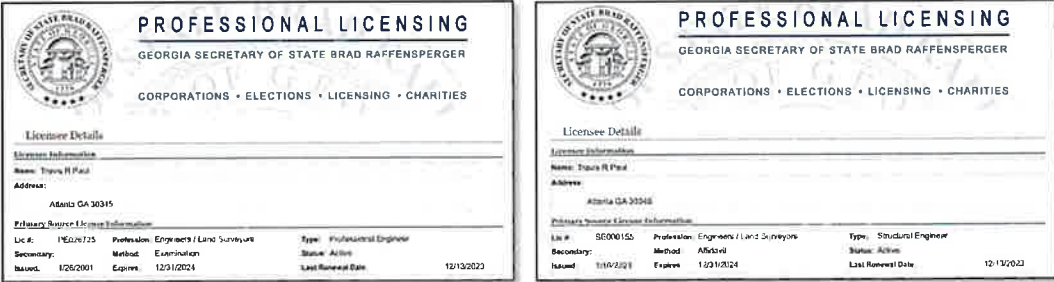 PROFESSIONAL LICENSING
GEORGIA SECRETARY OF STATE BRAD RAFFENSPERGER
CORPORATIONS • ELECTIONS • LICENSING • CHARITIES
Licensee Details
Licensee Information
Name: Travis R Paul
Address:
Atlanta GA 30345
Primary Source License Information
Lic #: PE026725 Profession: Engineers / Land Surveyors Type: Professional Engineer
Secondary: Method: Examination Status: Active
Issued: 1/26/2001 Expires: 12/31/2024 Last Renewal Date: 12/13/2023
PROFESSIONAL LICENSING
GEORGIA SECRETARY OF STATE BRAD RAFFENSPERGER
CORPORATIONS • ELECTIONS • LICENSING • CHARITIES
Licensee Details
Licensee Information
Name: Travis R Paul
Address:
Atlanta GA 30345
Primary Source License Information
Lic #: SE000155 Profession: Engineers / Land Surveyors Type: Structural Engineer
Secondary: Method: Affidavit Status: Active
Issued: Expires: 12/31/2024 Last Renewal Date: 12/13/2023